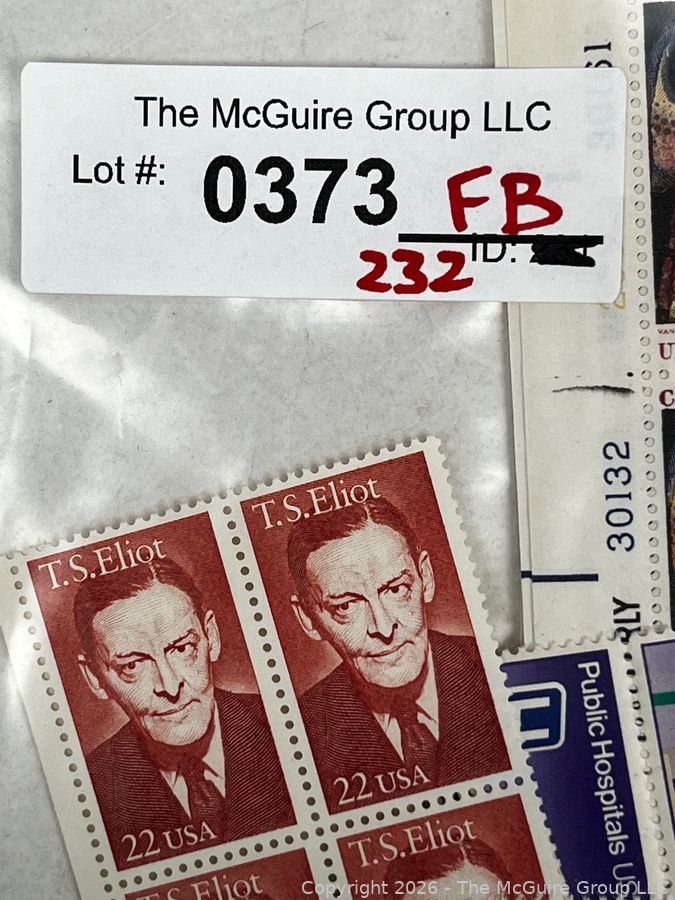 The McGuire Group LLC
Lot #: 0373 FB
232 ID:
30132
T.S.Eliot
T.S.Eliot
22 USA
22 USA
T.S.Eliot
T.S.Eliot
Public Hospitals
Copyright 2026 - The McGuire Group LLC